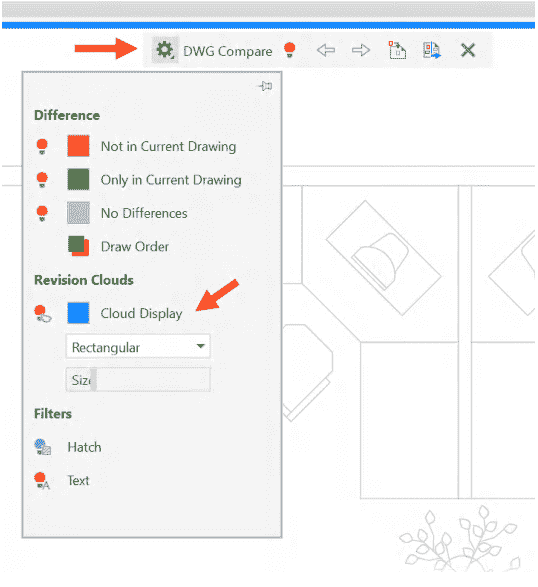 DWG Compare
Difference
Not in Current Drawing
Only in Current Drawing
No Differences
Draw Order
Revision Clouds
Cloud Display
Rectangular
Size
Filters
Hatch
Text